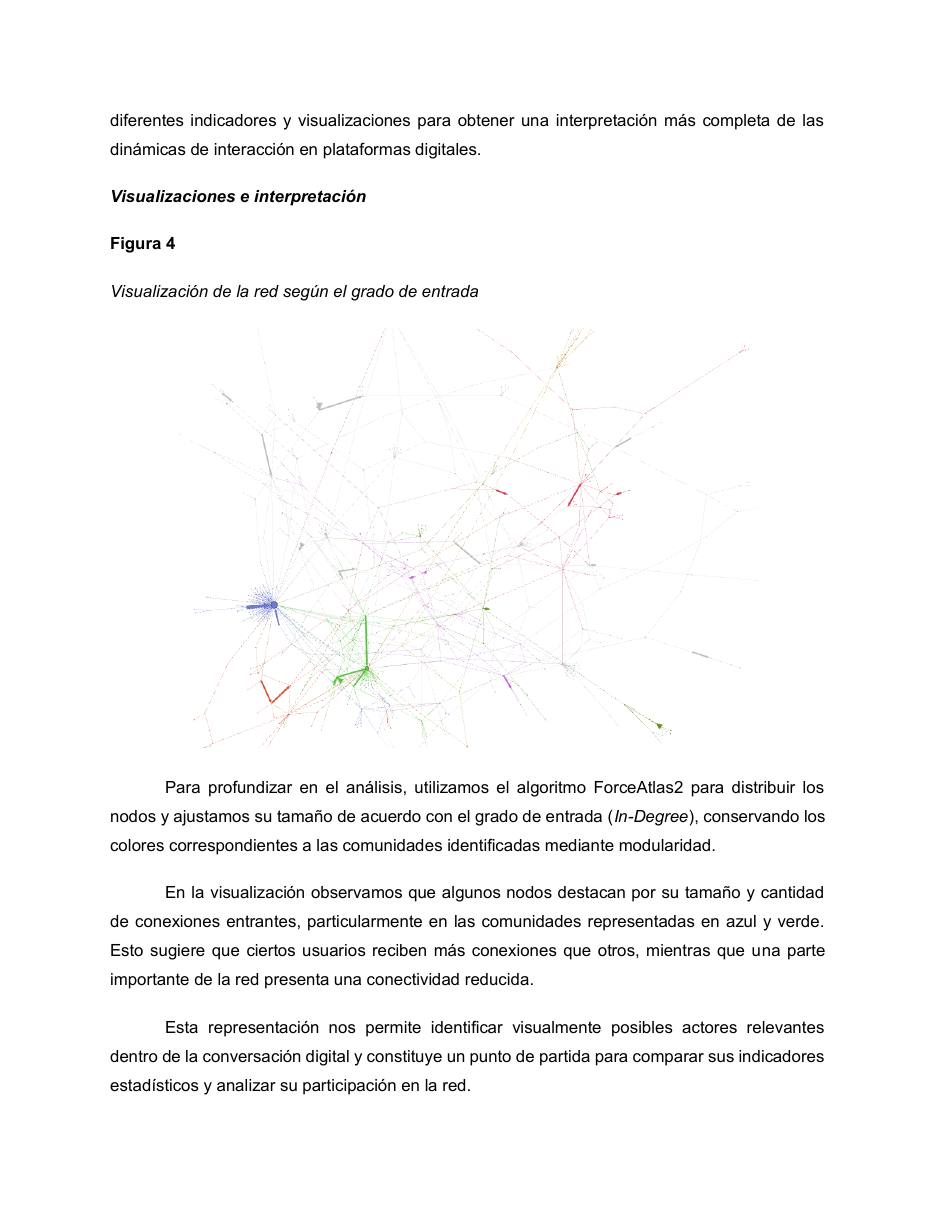 diferentes indicadores y visualizaciones para obtener una interpretación más completa de las
dinámicas de interacción en plataformas digitales.
Visualizaciones e interpretación
Figura 4
Visualización de la red según el grado de entrada
Para profundizar en el análisis, utilizamos el algoritmo ForceAtlas2 para distribuir los
nodos y ajustamos su tamaño de acuerdo con el grado de entrada (In-Degree), conservando los
colores correspondientes a las comunidades identificadas mediante modularidad.
En la visualización observamos que algunos nodos destacan por su tamaño y cantidad
de conexiones entrantes, particularmente en las comunidades representadas en azul y verde.
Esto sugiere que ciertos usuarios reciben más conexiones que otros, mientras que una parte
importante de la red presenta una conectividad reducida.
Esta representación nos permite identificar visualmente posibles actores relevantes
dentro de la conversación digital y constituye un punto de partida para comparar sus indicadores
estadísticos y analizar su participación en la red.